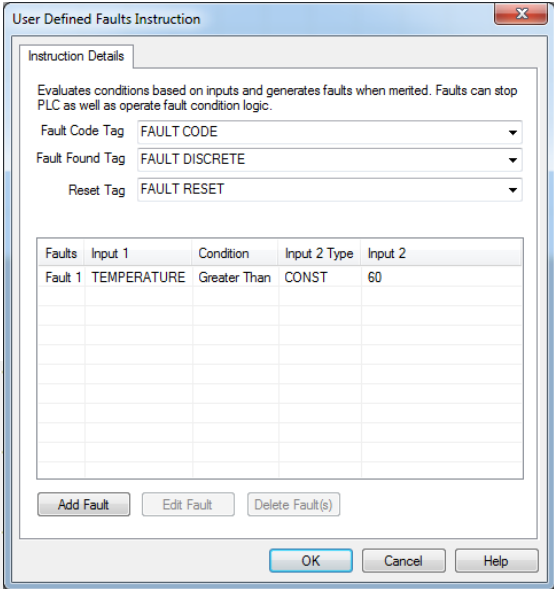 User Defined Faults Instruction
Instruction Details
Evaluates conditions based on inputs and generates faults when merited. Faults can stop
PLC as well as operate fault condition logic.
Fault Code Tag FAULT CODE
Fault Found Tag FAULT DISCRETE
Reset Tag FAULT RESET
Faults Input 1 Condition Input 2 Type Input 2
Fault 1 TEMPERATURE Greater Than CONST 60
Add Fault Edit Fault Delete Fault(s)
OK Cancel Help